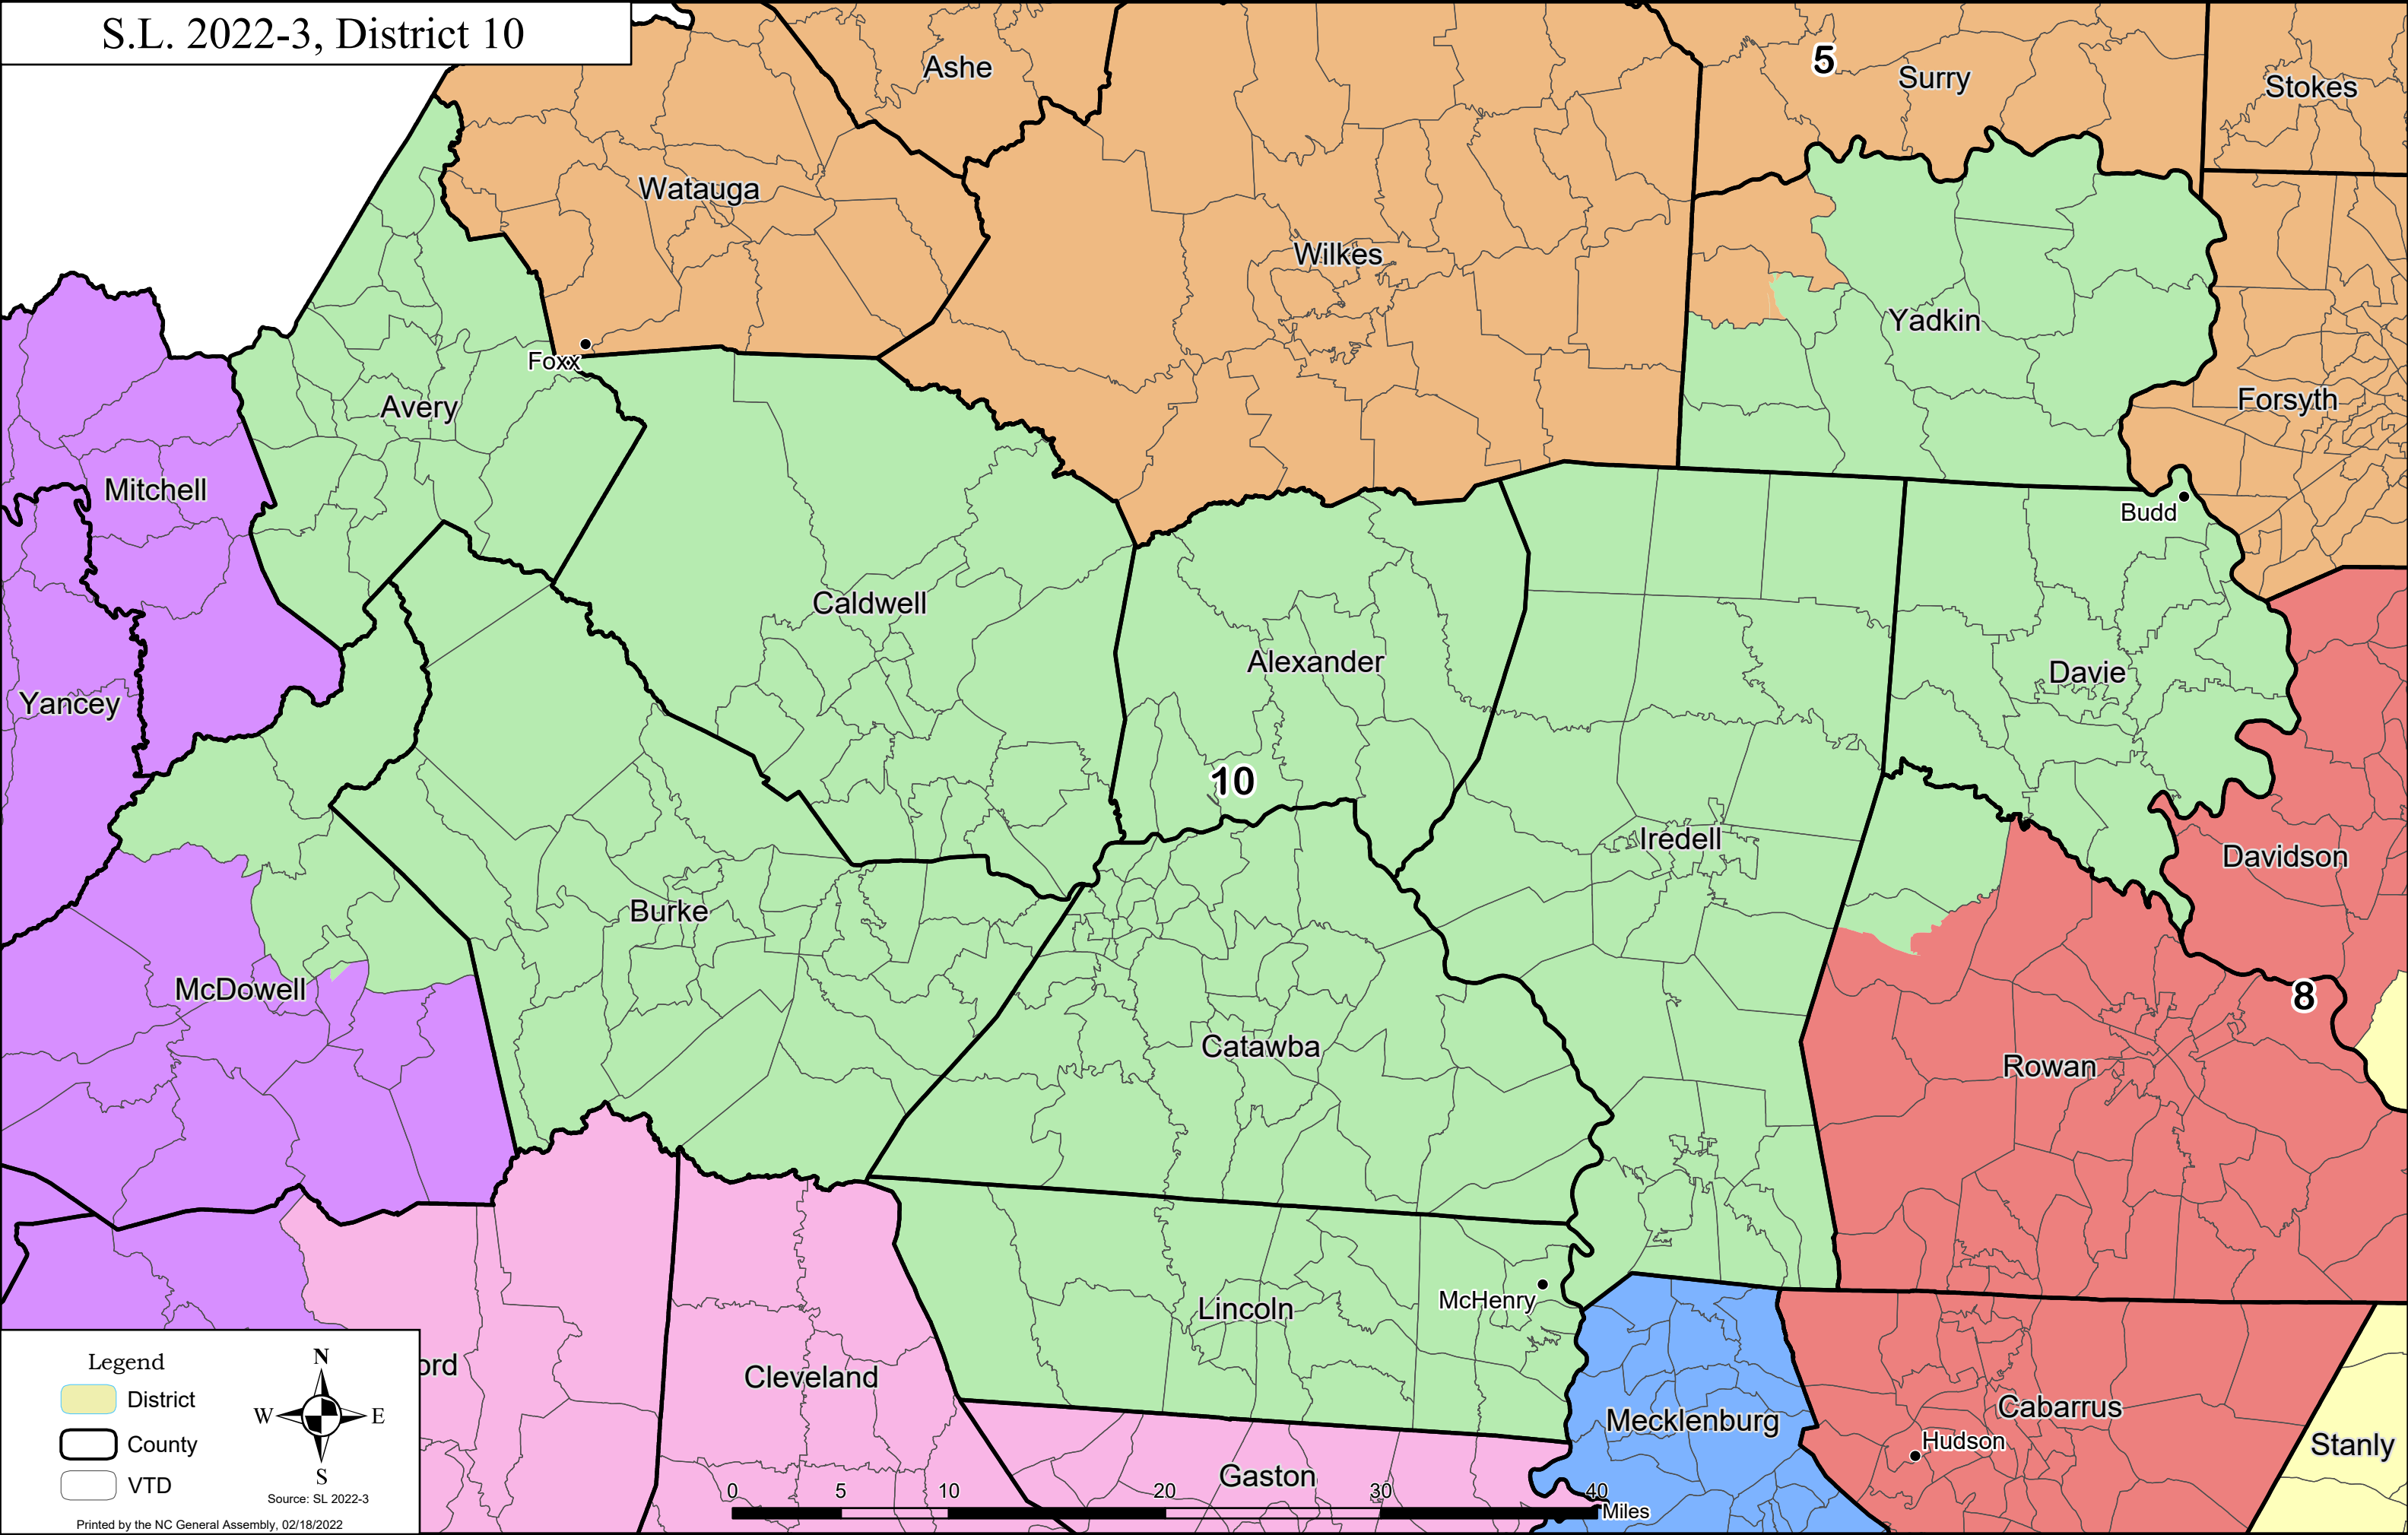 S.L. 2022-3, District 10
Ashe
5
Surry
Stokes
Watauga
Wilkes
Yadkin
Foxx
Forsyth
Avery
Mitchell
Budd
Caldwell
Alexander
Davie
Yancey
10
Iredell
Davidson
Burke
McDowell
8
Catawba
Rowan
McHenry
Lincoln
ord
Cleveland
Mecklenburg
Cabarrus
Hudson
Stanly
Gaston
Legend
District
County
VTD
N
W E
S
Source: SL 2022-3
Printed by the NC General Assembly, 02/18/2022
0 5 10 20 30 40
Miles